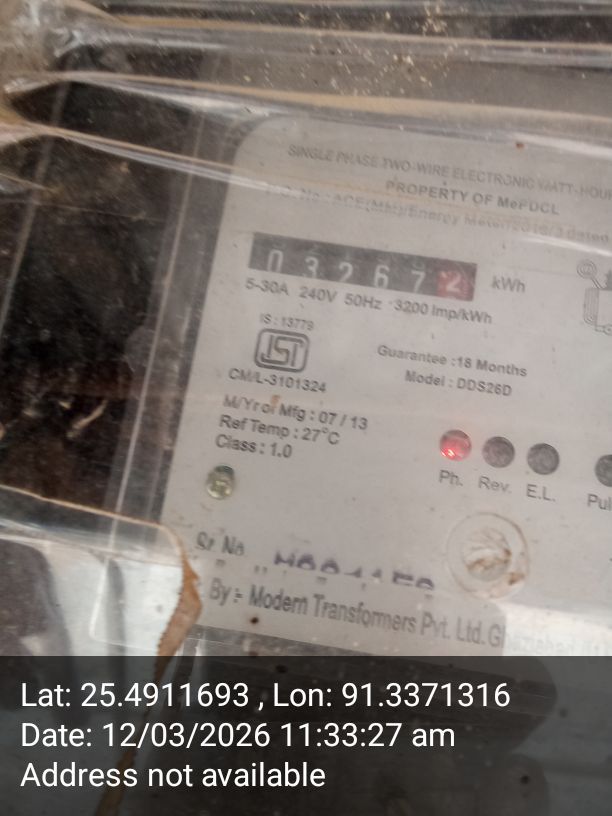 SINGLE PHASE TWO-WIRE ELECTRONIC WATT-HOU
PROPERTY OF MePDCL
032672 kWh
5-30A 240V 50Hz 3200 Imp/kWh
IS : 13779
CM/L-3101324
Guarantee :18 Months
Model : DDS26D
M/Yr of Mfg : 07 / 13
Ref Temp : 27°C
Class : 1.0
Ph. Rev. E.L. Pul
Sr No
By :- Modern Transformers Pvt. Ltd.
Lat: 25.4911693 , Lon: 91.3371316
Date: 12/03/2026 11:33:27 am
Address not available